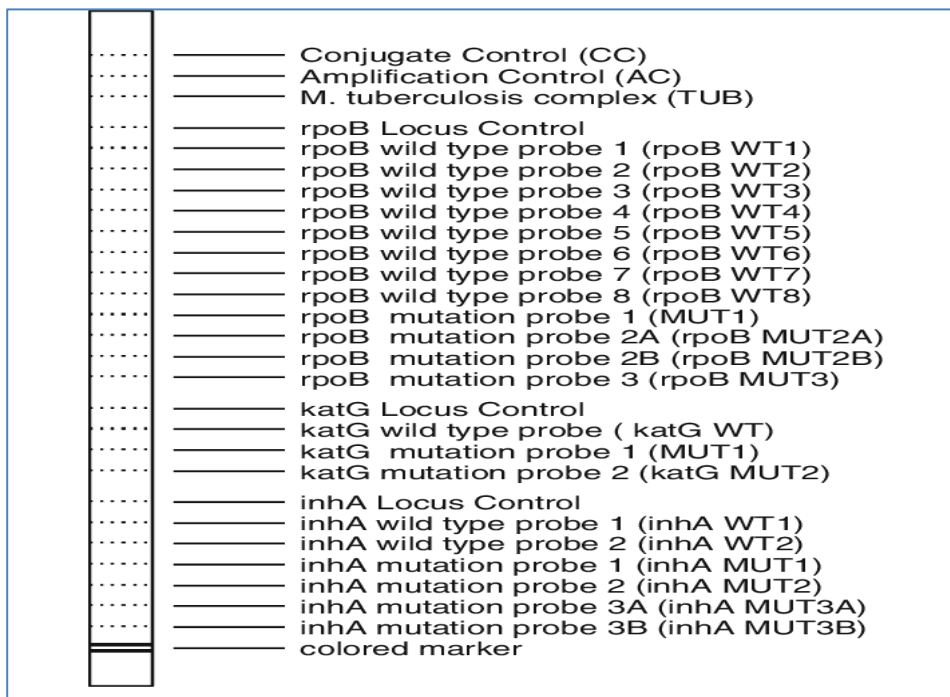 Conjugate Control (CC)
Amplification Control (AC)
M. tuberculosis complex (TUB)
rpoB Locus Control
rpoB wild type probe 1 (rpoB WT1)
rpoB wild type probe 2 (rpoB WT2)
rpoB wild type probe 3 (rpoB WT3)
rpoB wild type probe 4 (rpoB WT4)
rpoB wild type probe 5 (rpoB WT5)
rpoB wild type probe 6 (rpoB WT6)
rpoB wild type probe 7 (rpoB WT7)
rpoB wild type probe 8 (rpoB WT8)
rpoB  mutation probe 1 (MUT1)
rpoB  mutation probe 2A (rpoB MUT2A)
rpoB  mutation probe 2B (rpoB MUT2B)
rpoB  mutation probe 3 (rpoB MUT3)
katG Locus Control
katG wild type probe ( katG WT)
katG  mutation probe 1 (MUT1)
katG mutation probe 2 (katG MUT2)
inhA Locus Control
inhA wild type probe 1 (inhA WT1)
inhA wild type probe 2 (inhA WT2)
inhA mutation probe 1 (inhA MUT1)
inhA mutation probe 2 (inhA MUT2)
inhA mutation probe 3A (inhA MUT3A)
inhA mutation probe 3B (inhA MUT3B)
colored marker